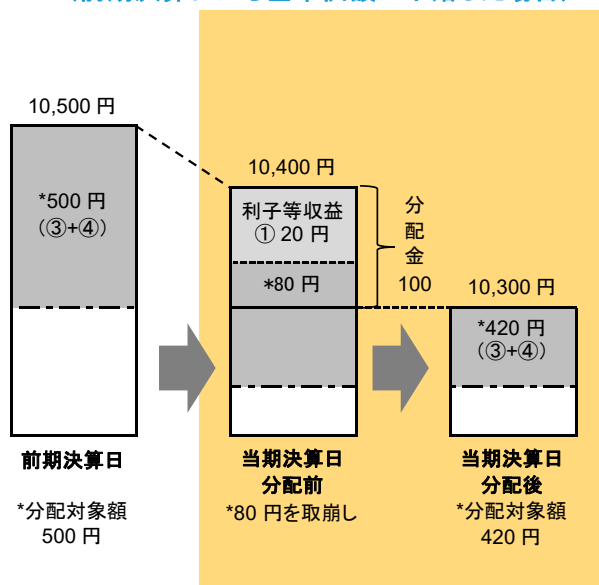 10,500 円
*500 円
(③+④)
前期決算日
*分配対象額
500 円
10,400 円
利子等収益
① 20 円
*80 円
分配金
100
当期決算日
分配前
*80 円を取崩し
10,300 円
*420 円
(③+④)
当期決算日
分配後
*分配対象額
420 円